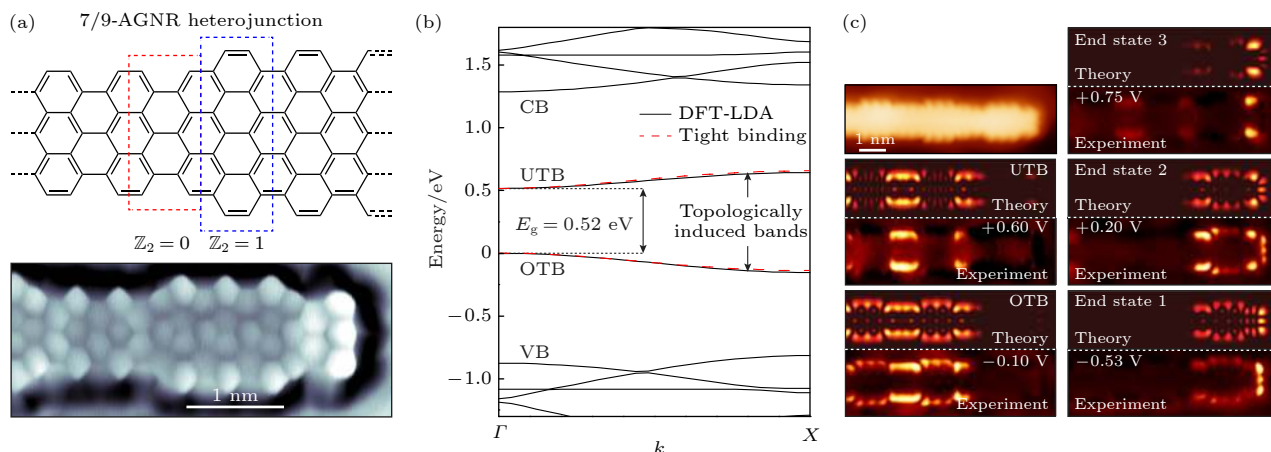 (a)
7/9-AGNR heterojunction
ℤ₂ = 0
ℤ₂ = 1
1 nm
(b)
Energy/eV
1.5
1.0
0.5
0
−0.5
−1.0
CB
DFT-LDA
Tight binding
UTB
E_g = 0.52 eV
Topologically
induced bands
OTB
VB
Γ
X
k
(c)
1 nm
End state 3
Theory
+0.75 V
Experiment
UTB
Theory
+0.60 V
Experiment
End state 2
Theory
+0.20 V
Experiment
OTB
Theory
−0.10 V
Experiment
End state 1
Theory
−0.53 V
Experiment